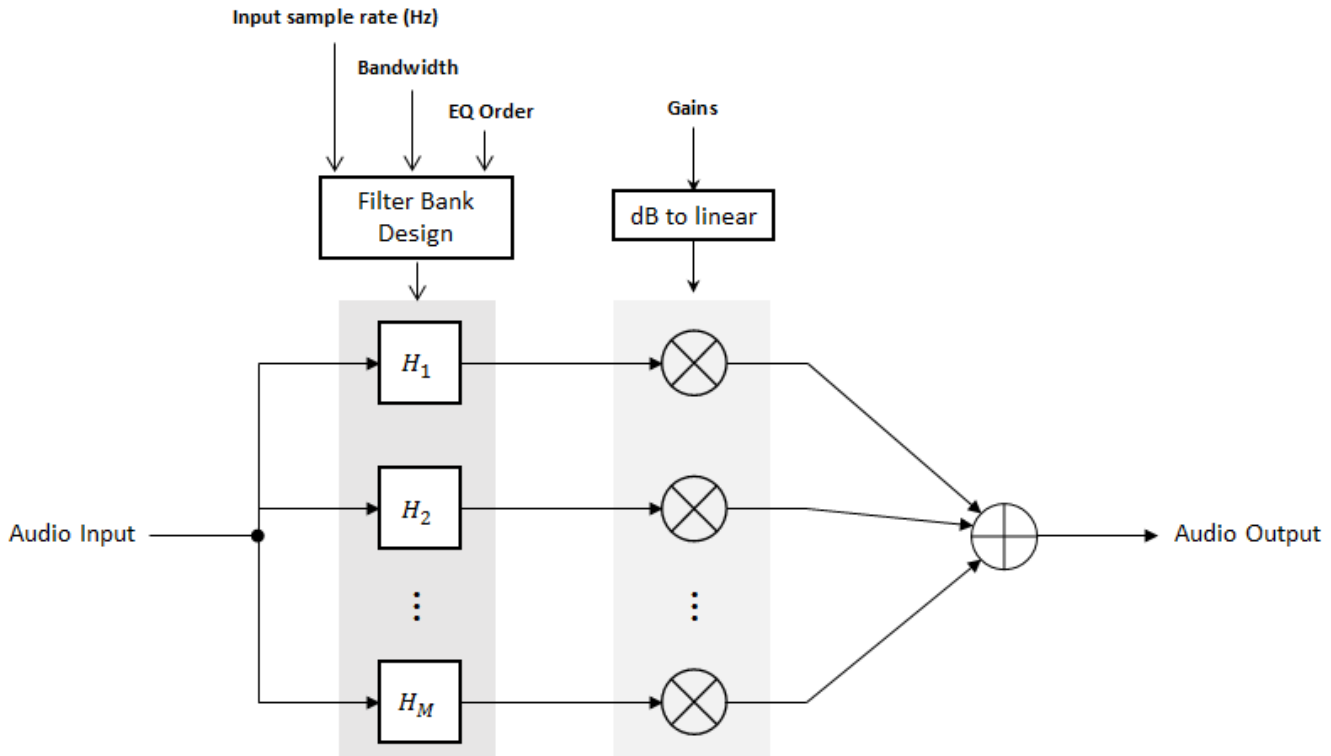 Input sample rate (Hz)
Bandwidth
EQ Order
Gains
Filter Bank
Design
dB to linear
H₁
H₂
Audio Input
Audio Output
⋮
⋮
H_M